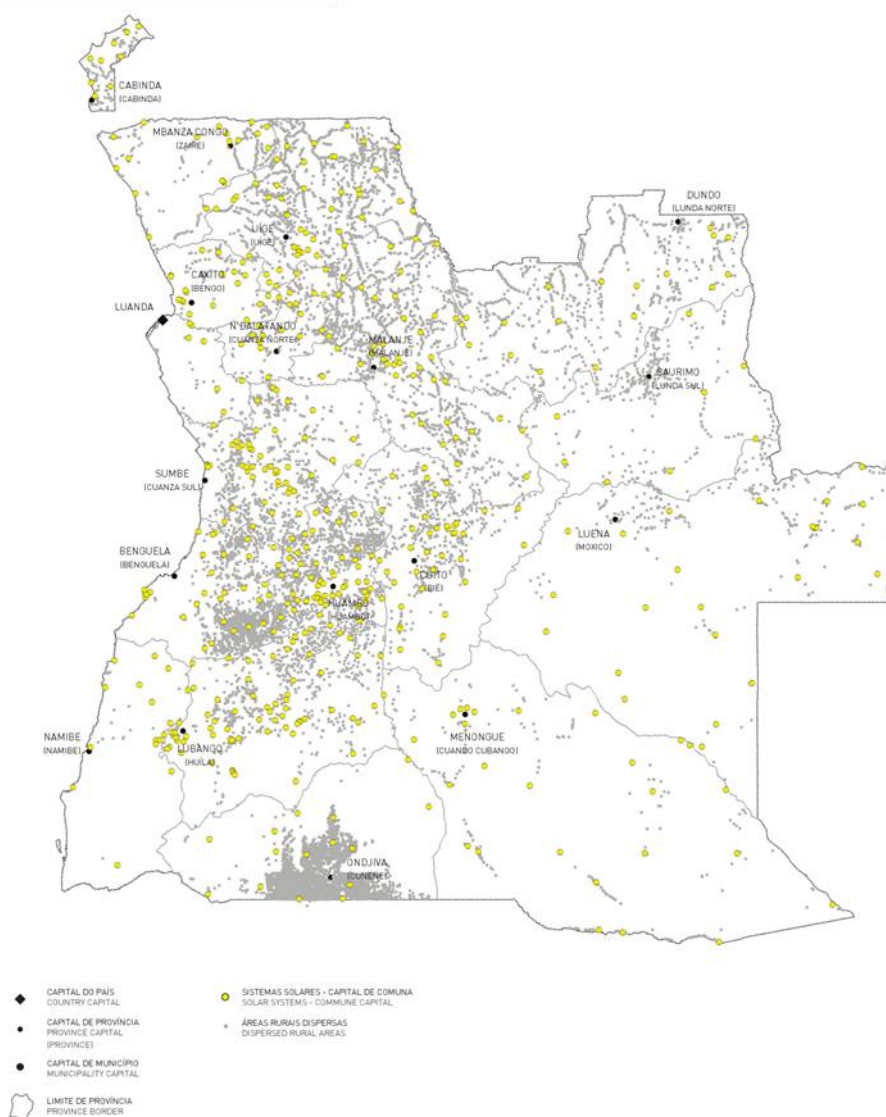 CABINDA
(CABINDA)
MBANZA CONGO
(ZAIRE)
DUNDO
(LUNDA NORTE)
UÍGE
(UÍGE)
CAXITO
(BENGO)
LUANDA
N'DALATANDO
(CUANZA NORTE)
MALANJE
(MALANJE)
SAURIMO
(LUNDA SUL)
SUMBE
(CUANZA SUL)
LUENA
(MOXICO)
BENGUELA
(BENGUELA)
CUITO
(BIÉ)
HUAMBO
(HUAMBO)
NAMIBE
(NAMIBE)
LUBANGO
(HUÍLA)
MENONGUE
(CUANDO CUBANGO)
ONDJIVA
(CUNENE)
CAPITAL DO PAÍS
COUNTRY CAPITAL
CAPITAL DE PROVÍNCIA
PROVINCE CAPITAL
(PROVINCE)
CAPITAL DE MUNICÍPIO
MUNICIPALITY CAPITAL
LIMITE DE PROVÍNCIA
PROVINCE BORDER
SISTEMAS SOLARES - CAPITAL DE COMUNA
SOLAR SYSTEMS - COMMUNE CAPITAL
ÁREAS RURAIS DISPERSAS
DISPERSED RURAL AREAS